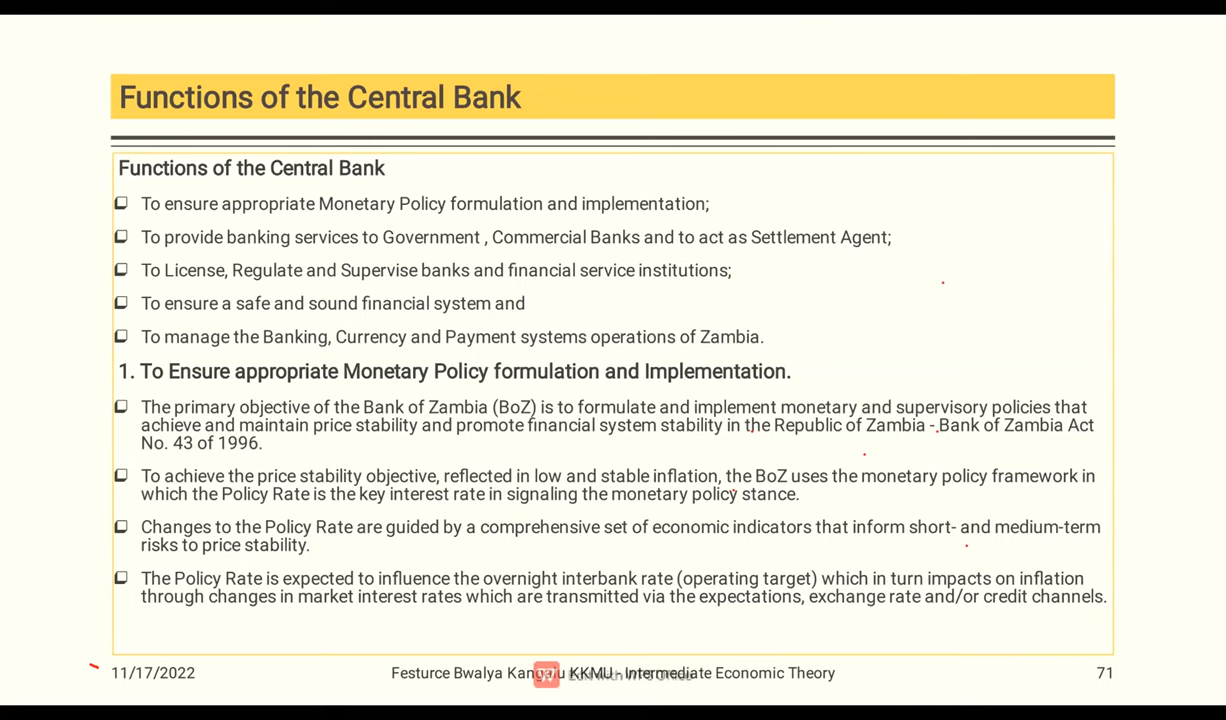 Functions of the Central Bank
Functions of the Central Bank
To ensure appropriate Monetary Policy formulation and implementation;
To provide banking services to Government , Commercial Banks and to act as Settlement Agent;
To License, Regulate and Supervise banks and financial service institutions;
To ensure a safe and sound financial system and
To manage the Banking, Currency and Payment systems operations of Zambia.
1. To Ensure appropriate Monetary Policy formulation and Implementation.
The primary objective of the Bank of Zambia (BoZ) is to formulate and implement monetary and supervisory policies that
achieve and maintain price stability and promote financial system stability in the Republic of Zambia - Bank of Zambia Act
No. 43 of 1996.
To achieve the price stability objective, reflected in low and stable inflation, the BoZ uses the monetary policy framework in
which the Policy Rate is the key interest rate in signaling the monetary policy stance.
Changes to the Policy Rate are guided by a comprehensive set of economic indicators that inform short- and medium-term
risks to price stability.
The Policy Rate is expected to influence the overnight interbank rate (operating target) which in turn impacts on inflation
through changes in market interest rates which are transmitted via the expectations, exchange rate and/or credit channels.
11/17/2022 Festurce Bwalya KKMU - Intermediate Economic Theory 71